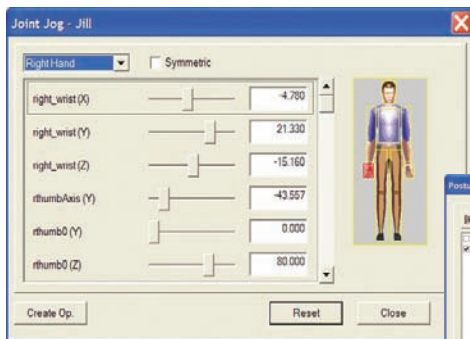 Joint Jog - Jill
Right Hand
Symmetric
right_wrist (X) -4.780
right_wrist (Y) 21.330
right_wrist (Z) -15.160
rthumbAxis (Y) -43.557
rthumb0 (Y) 0.000
rthumb0 (Z) 80.000
Create Op. Reset Close